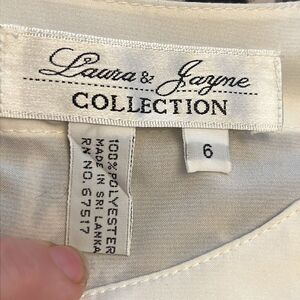 Laura & Jayne
COLLECTION
6
100% POLYESTER
MADE IN SRI LANKA
RN NO. 67517